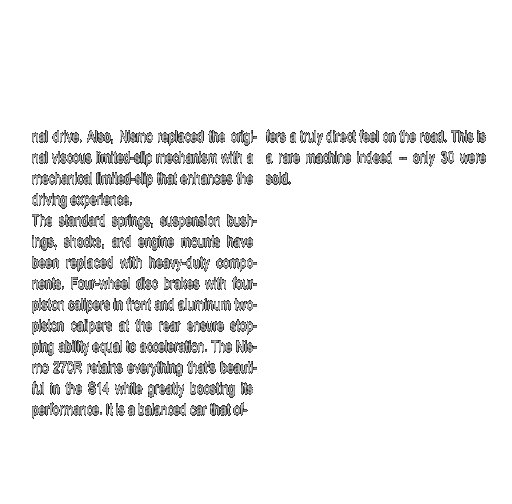 nal drive. Also, Nismo replaced the origi-
nal viscous limited-slip mechanism with a
mechanical limited-slip that enhances the
driving experience.
The standard springs, suspension bush-
ings, shocks, and engine mounts have
been replaced with heavy-duty compo-
nents. Four-wheel disc brakes with four-
piston calipers in front and aluminum two-
piston calipers at the rear ensure stop-
ping ability equal to acceleration. The Nis-
mo 270R retains everything that's beauti-
ful in the S14 while greatly boosting its
performance. It is a balanced car that of-
fers a truly direct feel on the road. This is
a rare machine indeed – only 30 were
sold.